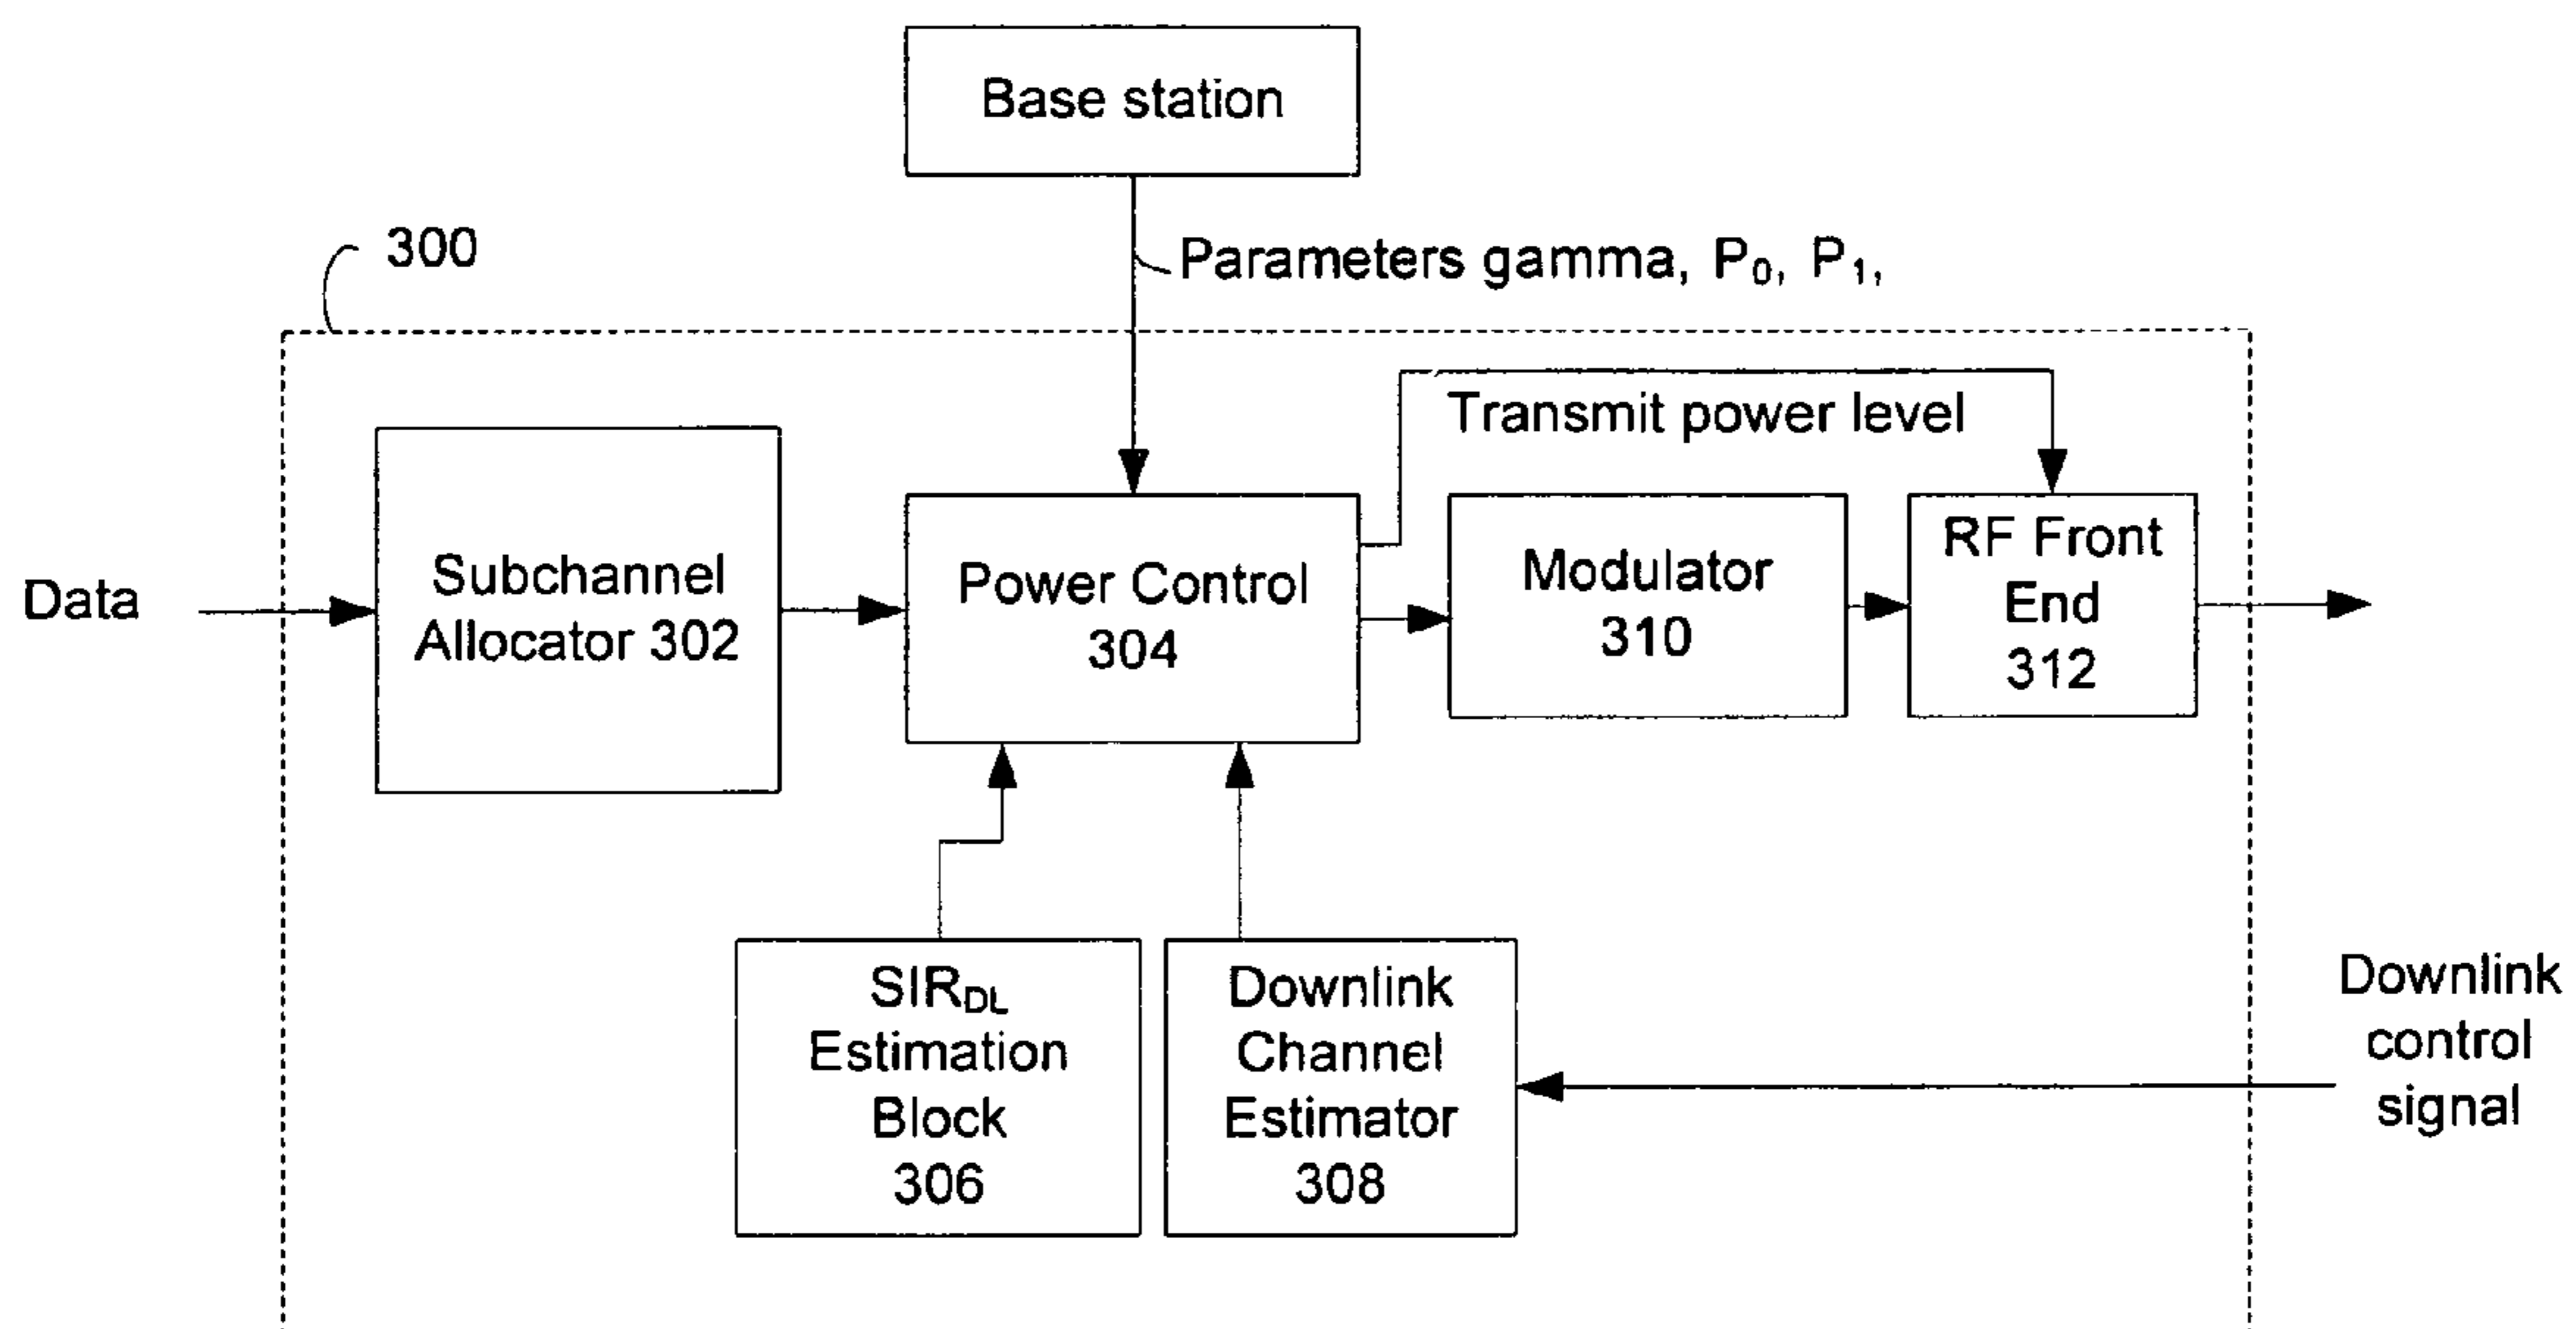 Base station
300
Parameters gamma, P₀, P₁,
Transmit power level
Data
Subchannel
Allocator 302
Power Control
304
Modulator
310
RF Front
End
312
SIR_DL
Estimation
Block
306
Downlink
Channel
Estimator
308
Downlink
control
signal